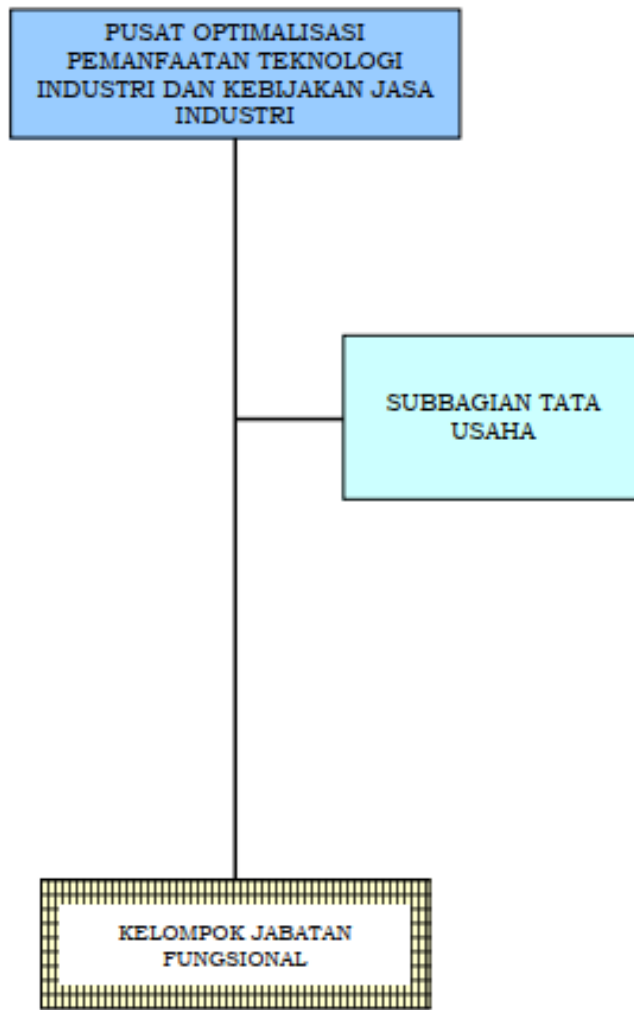 PUSAT OPTIMALISASI
PEMANFAATAN TEKNOLOGI
INDUSTRI DAN KEBIJAKAN JASA
INDUSTRI
SUBBAGIAN TATA
USAHA
KELOMPOK JABATAN
FUNGSIONAL